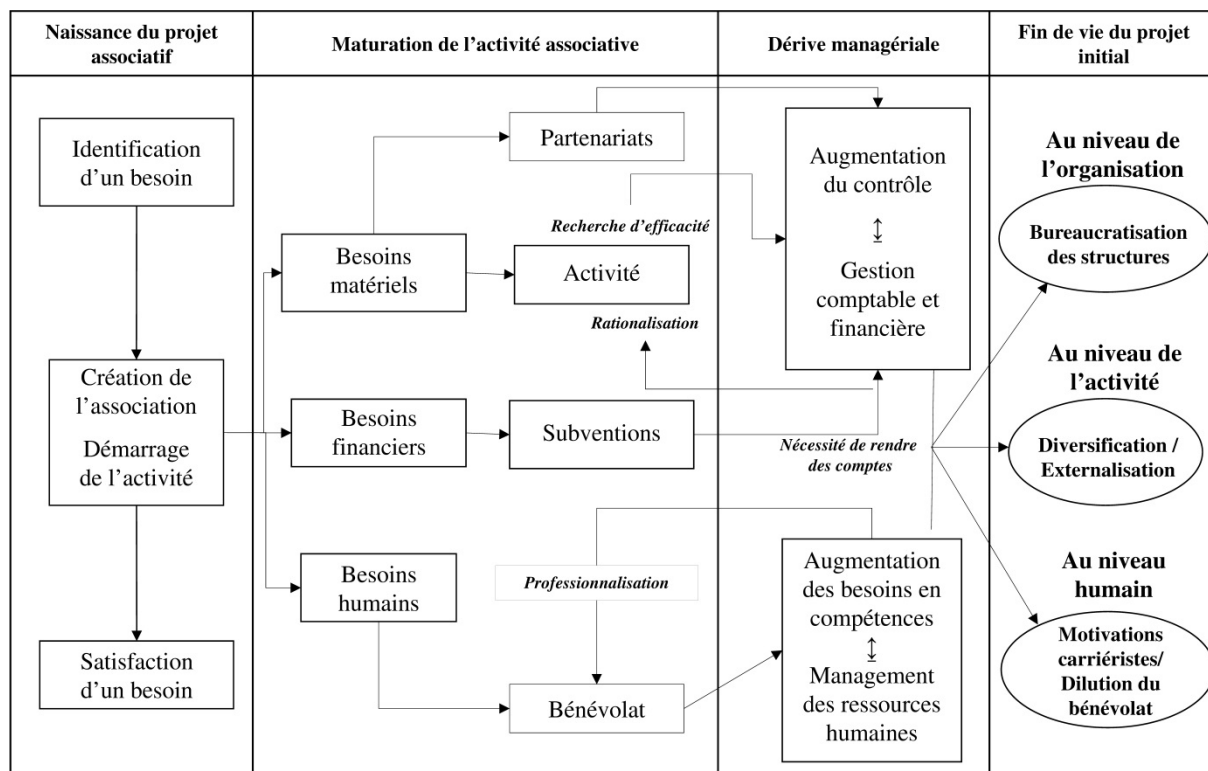 Naissance du projet
associatif
Maturation de l’activité associative
Dérive managériale
Fin de vie du projet
initial
Identification
d’un besoin
Création de
l’association
Démarrage
de l’activité
Satisfaction
d’un besoin
Partenariats
Recherche d’efficacité
Besoins
matériels
Activité
Rationalisation
Besoins
financiers
Subventions
Besoins
humains
Professionnalisation
Bénévolat
Augmentation
du contrôle
Gestion
comptable et
financière
Nécessité de rendre
des comptes
Augmentation
des besoins en
compétences
Management
des ressources
humaines
Au niveau de
l’organisation
Bureaucratisation
des structures
Au niveau de
l’activité
Diversification /
Externalisation
Au niveau
humain
Motivations
carriéristes/
Dilution du
bénévolat